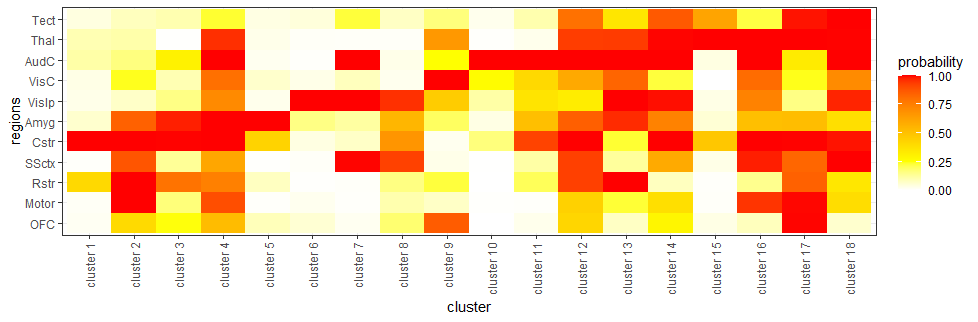 regions
Tect
Thal
AudC
VisC
VisIp
Amyg
Cstr
SSctx
Rstr
Motor
OFC
cluster 1
cluster 2
cluster 3
cluster 4
cluster 5
cluster 6
cluster 7
cluster 8
cluster 9
cluster 10
cluster 11
cluster 12
cluster 13
cluster 14
cluster 15
cluster 16
cluster 17
cluster 18
cluster
probability
1.00
0.75
0.50
0.25
0.00